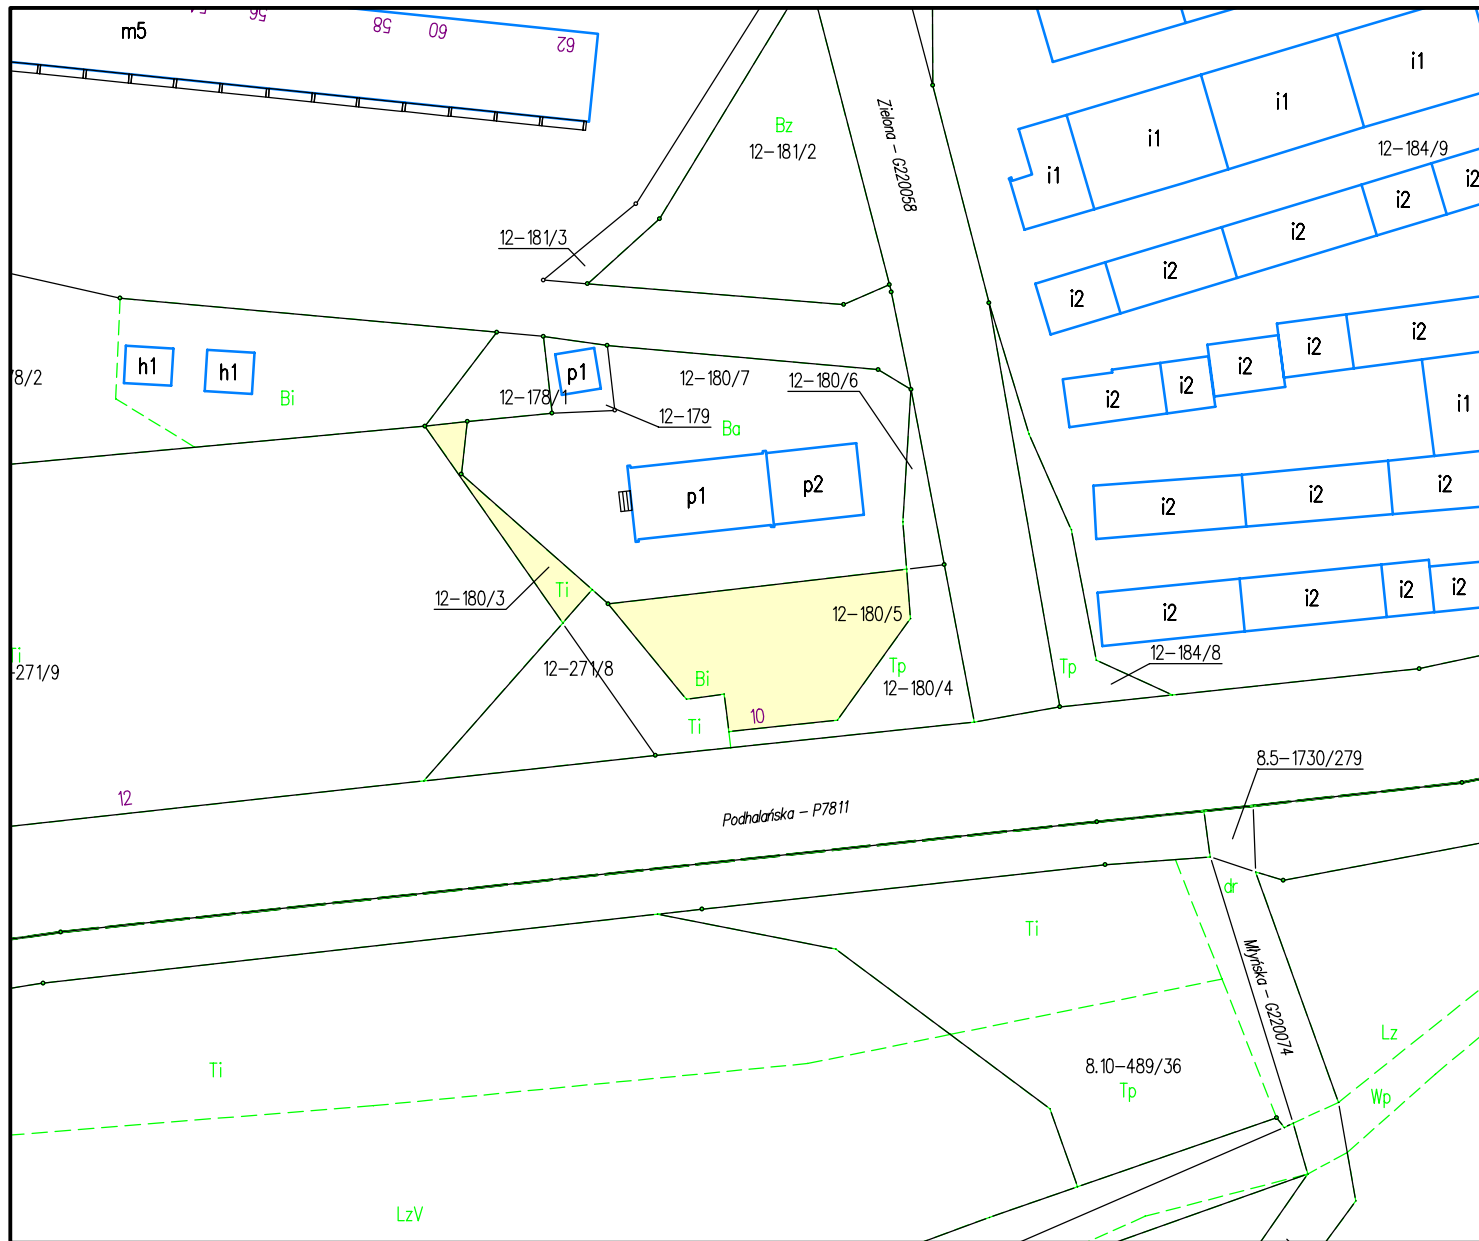 56
58
60
62
m5
i1
i1
i1
i1
Bz
12-181/2
Zielona - G220058
12-184/9
i2
i2
i2
i2
i2
12-181/3
i2
i2
i2
i2
i2
i2
i1
h1
h1
p1
/8/2
Bi
12-178/1
12-180/7
12-180/6
12-179
Ba
p1
p2
i2
i2
i2
12-180/3
Ti
12-180/5
i2
i2
i2
i2
Ti
-271/9
12-271/8
Bi
Tp
12-180/4
Tp
12-184/8
Ti
10
12
8.5-1730/279
Podhalańska - P7811
dr
Ti
Młyńska - G220074
Ti
8.10-489/36
Tp
Lz
Wp
LzV